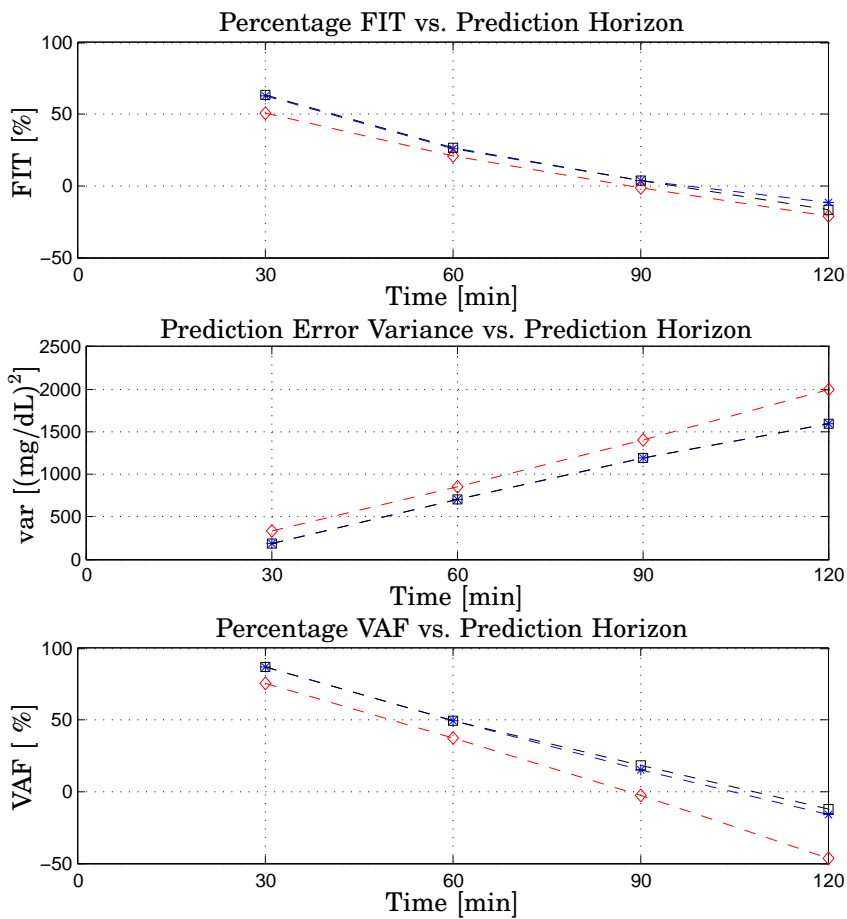 Percentage FIT vs. Prediction Horizon
100
50
0
−50
FIT [%]
0 30 60 90 120
Time [min]
Prediction Error Variance vs. Prediction Horizon
2500
2000
1500
1000
500
0
var [(mg/dL)²]
0 30 60 90 120
Time [min]
Percentage VAF vs. Prediction Horizon
100
50
0
−50
VAF [ %]
0 30 60 90 120
Time [min]